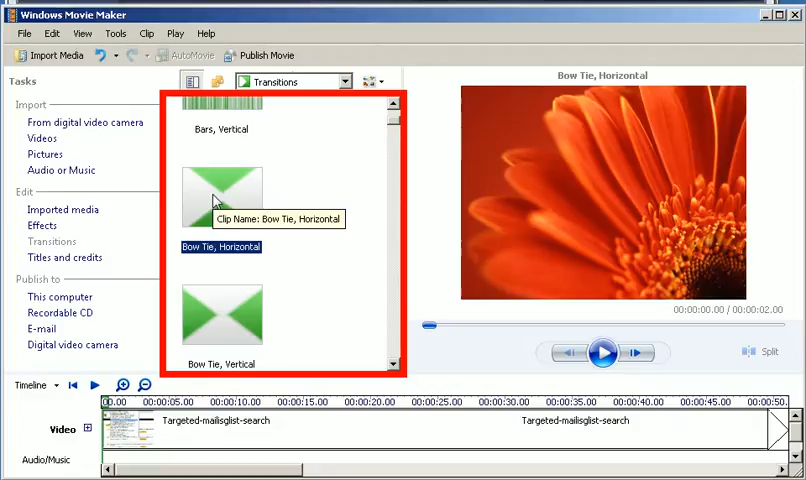 Windows Movie Maker
File Edit View Tools Clip Play Help
Import Media AutoMovie Publish Movie
Tasks
Transitions
Bow Tie, Horizontal
Import
From digital video camera
Videos
Pictures
Audio or Music
Edit
Imported media
Effects
Transitions
Titles and credits
Publish to
This computer
Recordable CD
E-mail
Digital video camera
Bars, Vertical
Clip Name: Bow Tie, Horizontal
Bow Tie, Horizontal
Bow Tie, Vertical
00:00:00.00 / 00:00:02.00
Split
Timeline
00.00 00:00:05.00 00:00:10.00 00:00:15.00 00:00:20.00 00:00:25.00 00:00:30.00 00:00:35.00 00:00:40.00 00:00:45.00 00:00:50.
Video
Targeted-mailisglist-search Targeted-mailisglist-search
Audio/Music